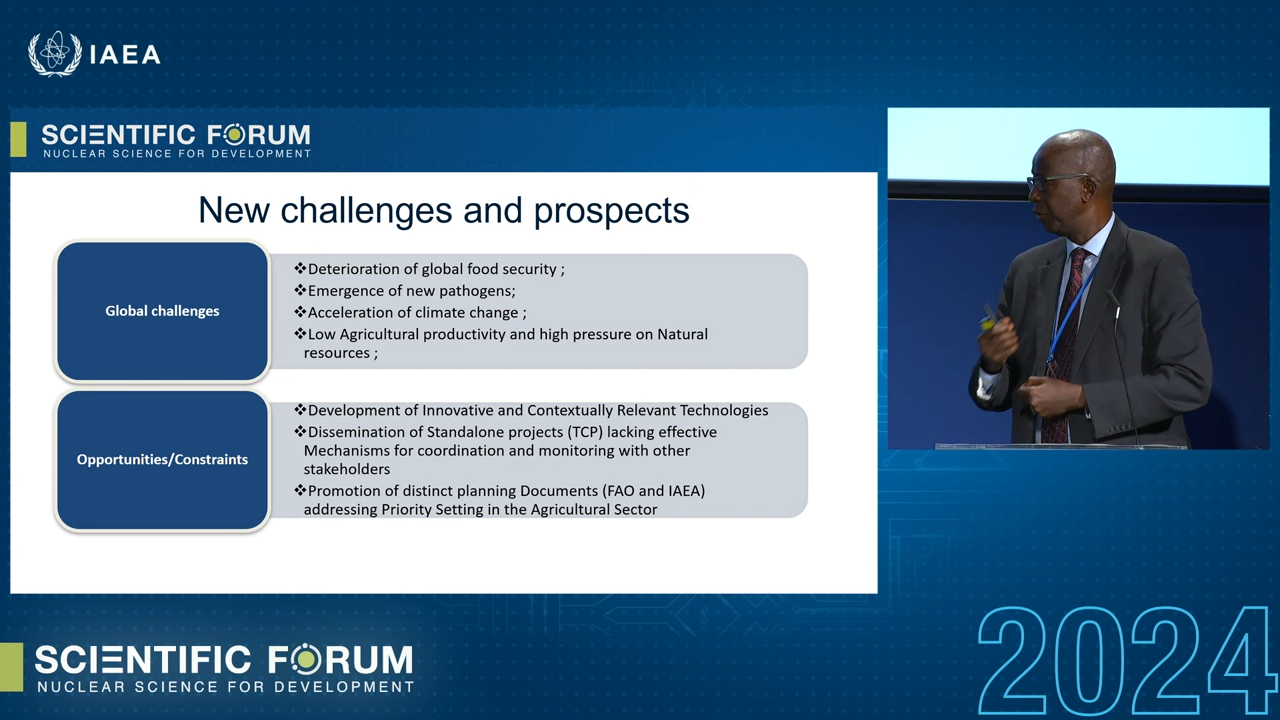 IAEA
SCIENTIFIC FORUM
NUCLEAR SCIENCE FOR DEVELOPMENT
New challenges and prospects
Global challenges
❖Deterioration of global food security ;
❖Emergence of new pathogens;
❖Acceleration of climate change ;
❖Low Agricultural productivity and high pressure on Natural
resources ;
Opportunities/Constraints
❖Development of Innovative and Contextually Relevant Technologies
❖Dissemination of Standalone projects (TCP) lacking effective
Mechanisms for coordination and monitoring with other
stakeholders
❖Promotion of distinct planning Documents (FAO and IAEA)
addressing Priority Setting in the Agricultural Sector
SCIENTIFIC FORUM
NUCLEAR SCIENCE FOR DEVELOPMENT
2024